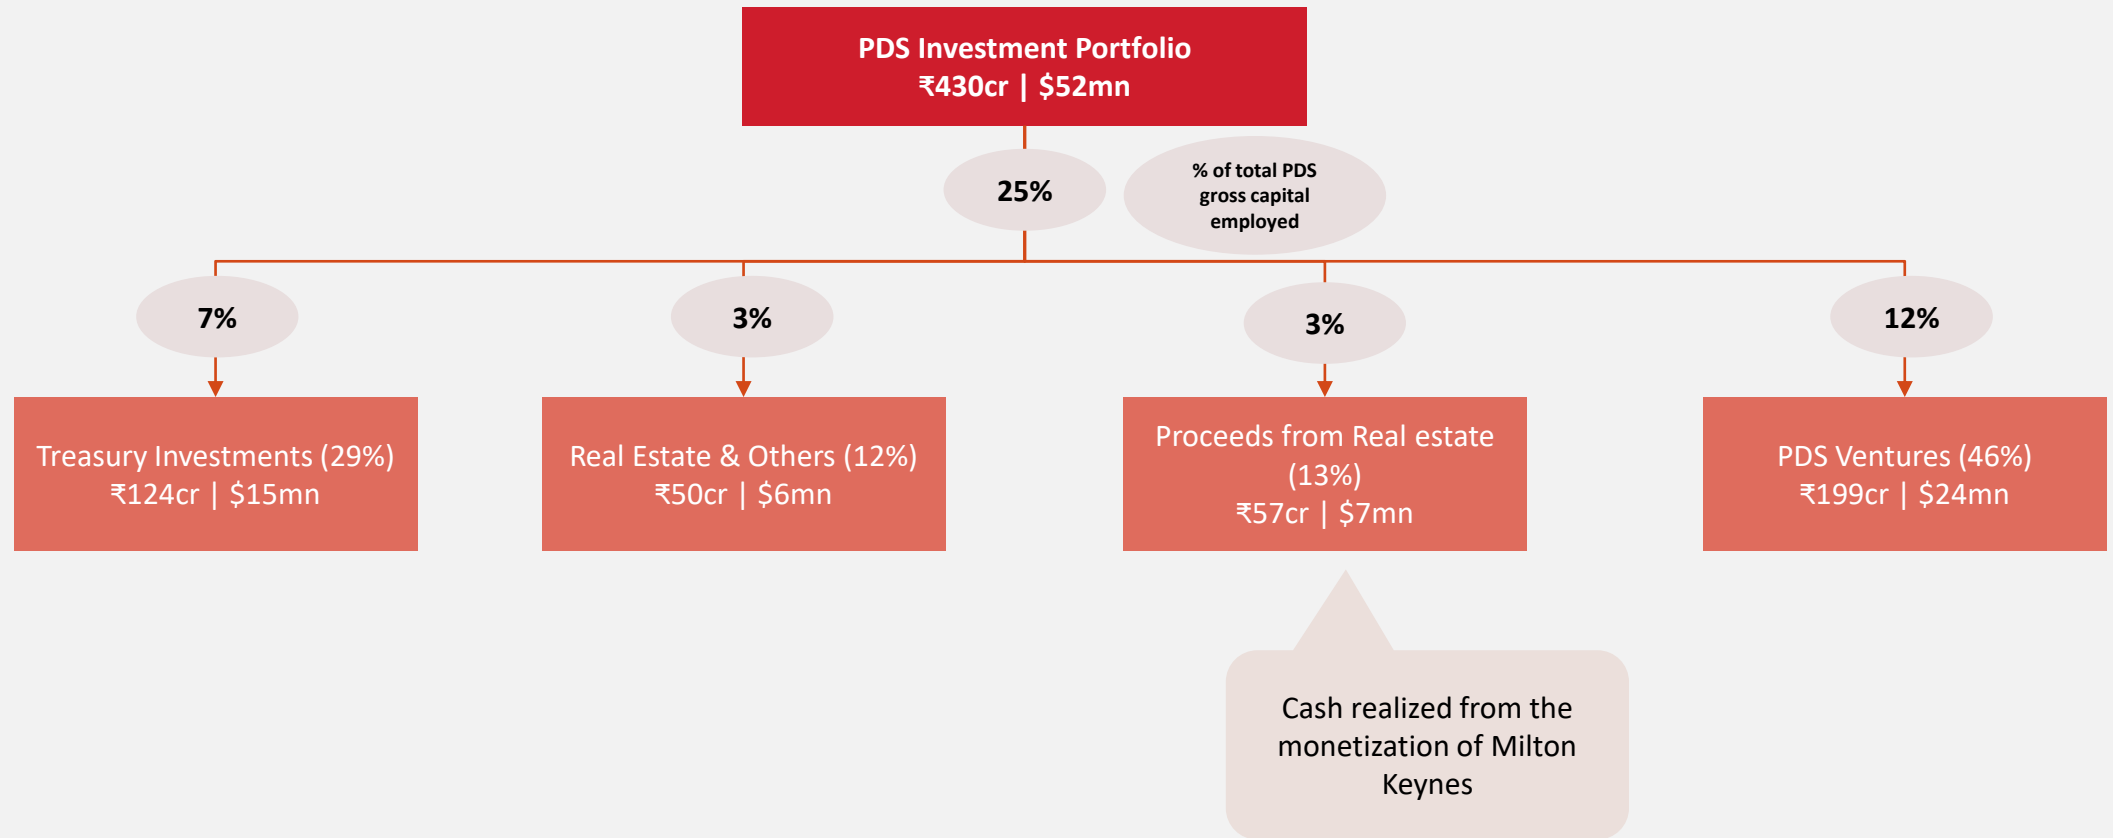 PDS Investment Portfolio
₹430cr | $52mn
25%
% of total PDS
gross capital
employed
7%
3%
3%
12%
Treasury Investments (29%)
₹124cr | $15mn
Real Estate & Others (12%)
₹50cr | $6mn
Proceeds from Real estate
(13%)
₹57cr | $7mn
PDS Ventures (46%)
₹199cr | $24mn
Cash realized from the
monetization of Milton
Keynes